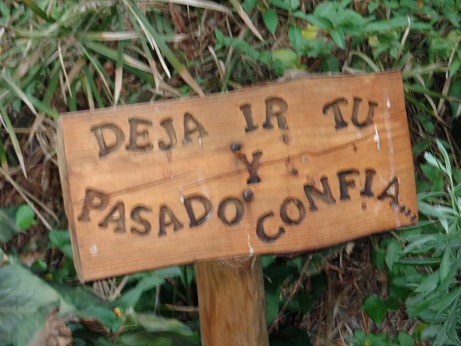 DEJA IR TU
Y
PASADO CONFIA...